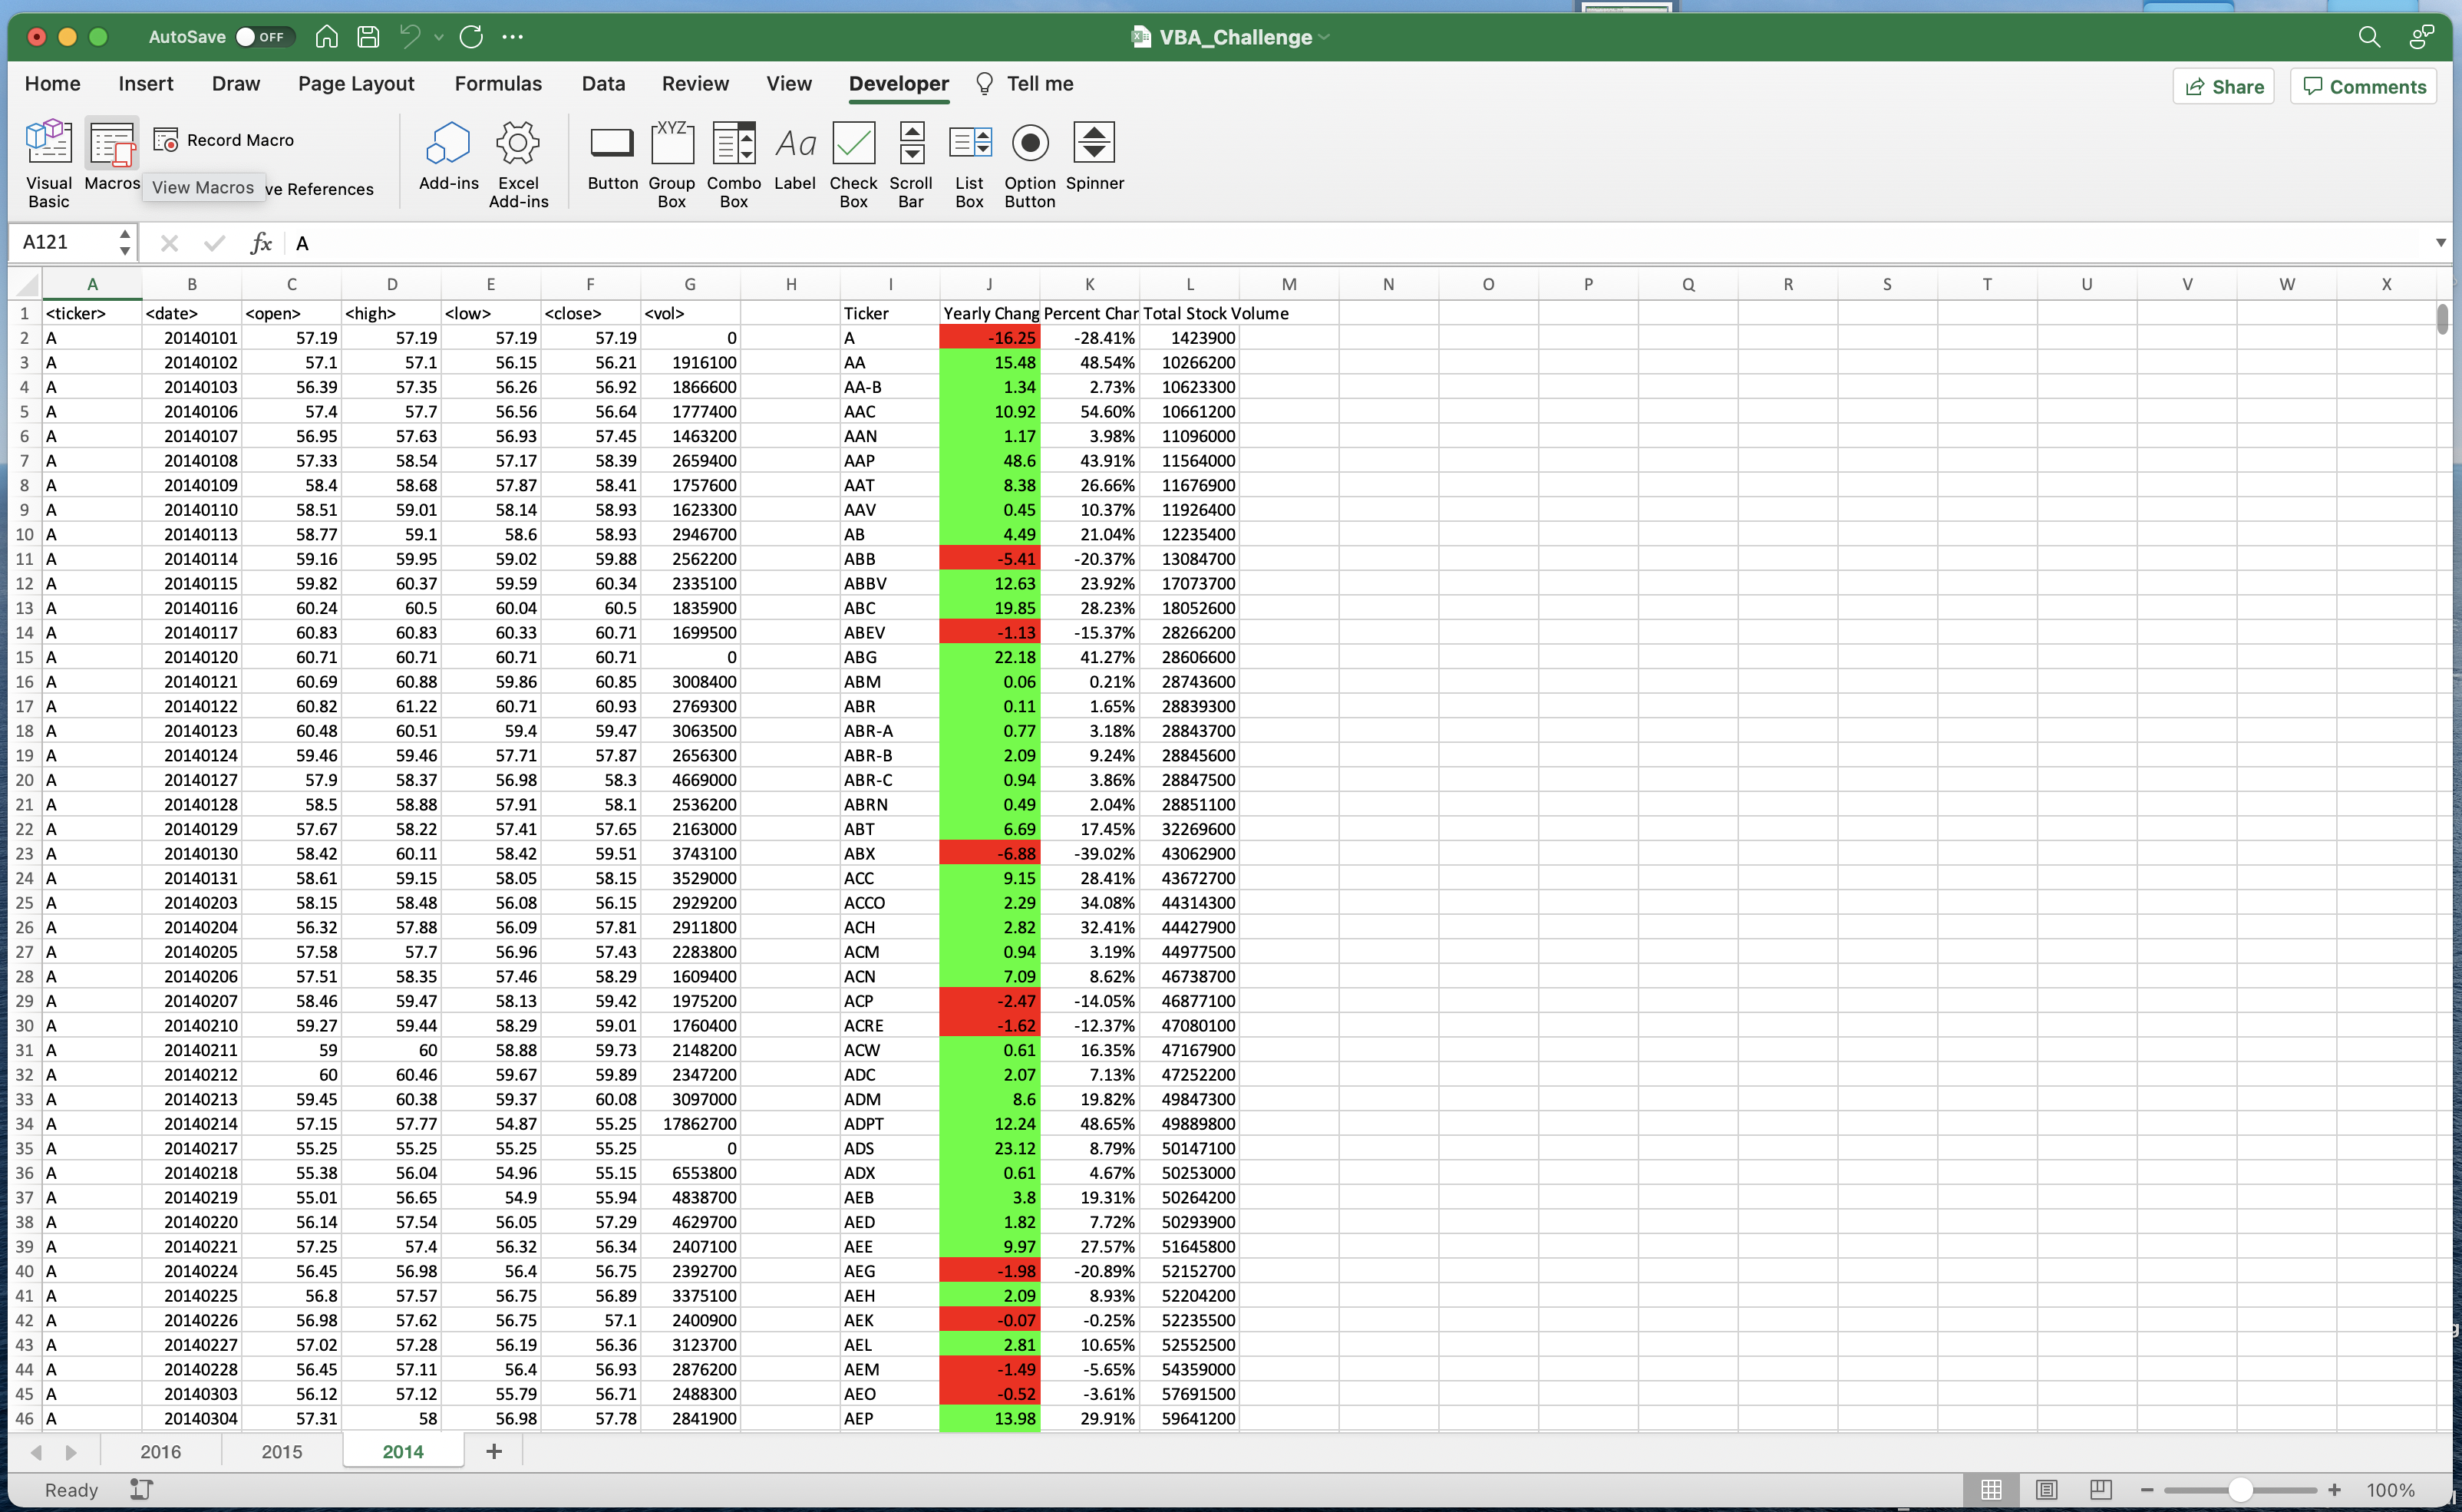 AutoSave OFF VBA_Challenge
Home Insert Draw Page Layout Formulas Data Review View Developer Tell me Share Comments
Visual Basic Macros Record Macro View Macros ve References Add-ins Excel Add-ins Button Group Box Combo Box Label Check Box Scroll Bar List Box Option Button Spinner
XYZ Aa
A121 fx A
A B C D E F G H I J K L M N O P Q R S T U V W X
1 <ticker> <date> <open> <high> <low> <close> <vol> Ticker Yearly Chang Percent Char Total Stock Volume
2 A 20140101 57.19 57.19 57.19 57.19 0 A -16.25 -28.41% 1423900
3 A 20140102 57.1 57.1 56.15 56.21 1916100 AA 15.48 48.54% 10266200
4 A 20140103 56.39 57.35 56.26 56.92 1866600 AA-B 1.34 2.73% 10623300
5 A 20140106 57.4 57.7 56.56 56.64 1777400 AAC 10.92 54.60% 10661200
6 A 20140107 56.95 57.63 56.93 57.45 1463200 AAN 1.17 3.98% 11096000
7 A 20140108 57.33 58.54 57.17 58.39 2659400 AAP 48.6 43.91% 11564000
8 A 20140109 58.4 58.68 57.87 58.41 1757600 AAT 8.38 26.66% 11676900
9 A 20140110 58.51 59.01 58.14 58.93 1623300 AAV 0.45 10.37% 11926400
10 A 20140113 58.77 59.1 58.6 58.93 2946700 AB 4.49 21.04% 12235400
11 A 20140114 59.16 59.95 59.02 59.88 2562200 ABB -5.41 -20.37% 13084700
12 A 20140115 59.82 60.37 59.59 60.34 2335100 ABBV 12.63 23.92% 17073700
13 A 20140116 60.24 60.5 60.04 60.5 1835900 ABC 19.85 28.23% 18052600
14 A 20140117 60.83 60.83 60.33 60.71 1699500 ABEV -1.13 -15.37% 28266200
15 A 20140120 60.71 60.71 60.71 60.71 0 ABG 22.18 41.27% 28606600
16 A 20140121 60.69 60.88 59.86 60.85 3008400 ABM 0.06 0.21% 28743600
17 A 20140122 60.82 61.22 60.71 60.93 2769300 ABR 0.11 1.65% 28839300
18 A 20140123 60.48 60.51 59.4 59.47 3063500 ABR-A 0.77 3.18% 28843700
19 A 20140124 59.46 59.46 57.71 57.87 2656300 ABR-B 2.09 9.24% 28845600
20 A 20140127 57.9 58.37 56.98 58.3 4669000 ABR-C 0.94 3.86% 28847500
21 A 20140128 58.5 58.88 57.91 58.1 2536200 ABRN 0.49 2.04% 28851100
22 A 20140129 57.67 58.22 57.41 57.65 2163000 ABT 6.69 17.45% 32269600
23 A 20140130 58.42 60.11 58.42 59.51 3743100 ABX -6.88 -39.02% 43062900
24 A 20140131 58.61 59.15 58.05 58.15 3529000 ACC 9.15 28.41% 43672700
25 A 20140203 58.15 58.48 56.08 56.15 2929200 ACCO 2.29 34.08% 44314300
26 A 20140204 56.32 57.88 56.09 57.81 2911800 ACH 2.82 32.41% 44427900
27 A 20140205 57.58 57.7 56.96 57.43 2283800 ACM 0.94 3.19% 44977500
28 A 20140206 57.51 58.35 57.46 58.29 1609400 ACN 7.09 8.62% 46738700
29 A 20140207 58.46 59.47 58.13 59.42 1975200 ACP -2.47 -14.05% 46877100
30 A 20140210 59.27 59.44 58.29 59.01 1760400 ACRE -1.62 -12.37% 47080100
31 A 20140211 59 60 58.88 59.73 2148200 ACW 0.61 16.35% 47167900
32 A 20140212 60 60.46 59.67 59.89 2347200 ADC 2.07 7.13% 47252200
33 A 20140213 59.45 60.38 59.37 60.08 3097000 ADM 8.6 19.82% 49847300
34 A 20140214 57.15 57.77 54.87 55.25 17862700 ADPT 12.24 48.65% 49889800
35 A 20140217 55.25 55.25 55.25 55.25 0 ADS 23.12 8.79% 50147100
36 A 20140218 55.38 56.04 54.96 55.15 6553800 ADX 0.61 4.67% 50253000
37 A 20140219 55.01 56.65 54.9 55.94 4838700 AEB 3.8 19.31% 50264200
38 A 20140220 56.14 57.54 56.05 57.29 4629700 AED 1.82 7.72% 50293900
39 A 20140221 57.25 57.4 56.32 56.34 2407100 AEE 9.97 27.57% 51645800
40 A 20140224 56.45 56.98 56.4 56.75 2392700 AEG -1.98 -20.89% 52152700
41 A 20140225 56.8 57.57 56.75 56.89 3375100 AEH 2.09 8.93% 52204200
42 A 20140226 56.98 57.62 56.75 57.1 2400900 AEK -0.07 -0.25% 52235500
43 A 20140227 57.02 57.28 56.19 56.36 3123700 AEL 2.81 10.65% 52552500
44 A 20140228 56.45 57.11 56.4 56.93 2876200 AEM -1.49 -5.65% 54359000
45 A 20140303 56.12 57.12 55.79 56.71 2488300 AEO -0.52 -3.61% 57691500
46 A 20140304 57.31 58 56.98 57.78 2841900 AEP 13.98 29.91% 59641200
2016 2015 2014
Ready 100%